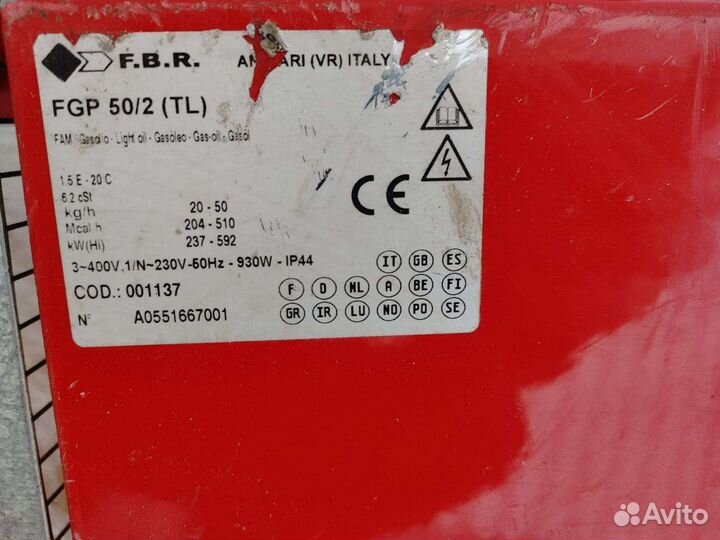 F.B.R. AN ARI (VR) ITALY
FGP 50/2 (TL)
FAM Gasolio - Light oil - Gasoleo - Gas-oil - Gasol
1.5 E - 20 C
6.2 cSt
kg/h 20 - 50
Mcal h 204 - 510
kW(Hi) 237 - 592
3~400V.1/N~230V-50Hz - 930W - IP44
COD.: 001137
N° A0551667001
IT GB ES
F D NL A BE FI
GR IR LU NO PO SE
Avito